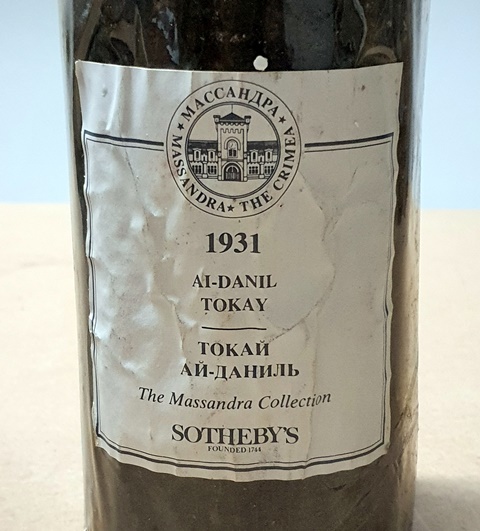 ★ МАССАНДРА ★
MASSANDRA ★ THE CRIMEA
1931
AI-DANIL
TOKAY
ТОКАЙ
АЙ-ДАНИЛЬ
The Massandra Collection
SOTHEBY'S
FOUNDED 1744